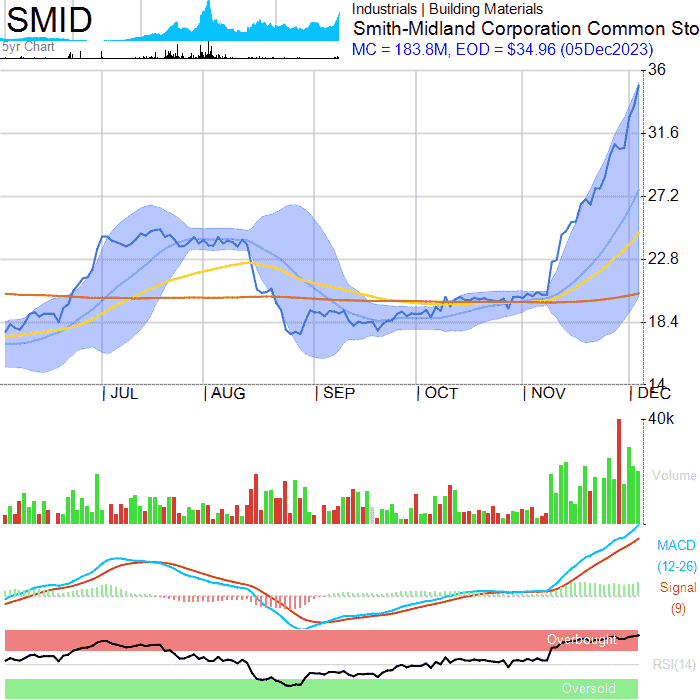 SMID
5yr Chart
Industrials | Building Materials
Smith-Midland Corporation Common Sto
MC = 183.8M, EOD = $34.96 (05Dec2023)
36
31.6
27.2
22.8
18.4
14
JUL
AUG
SEP
OCT
NOV
DEC
40k
Volume
MACD
(12-26)
Signal
(9)
Overbought
RSI(14)
Oversold